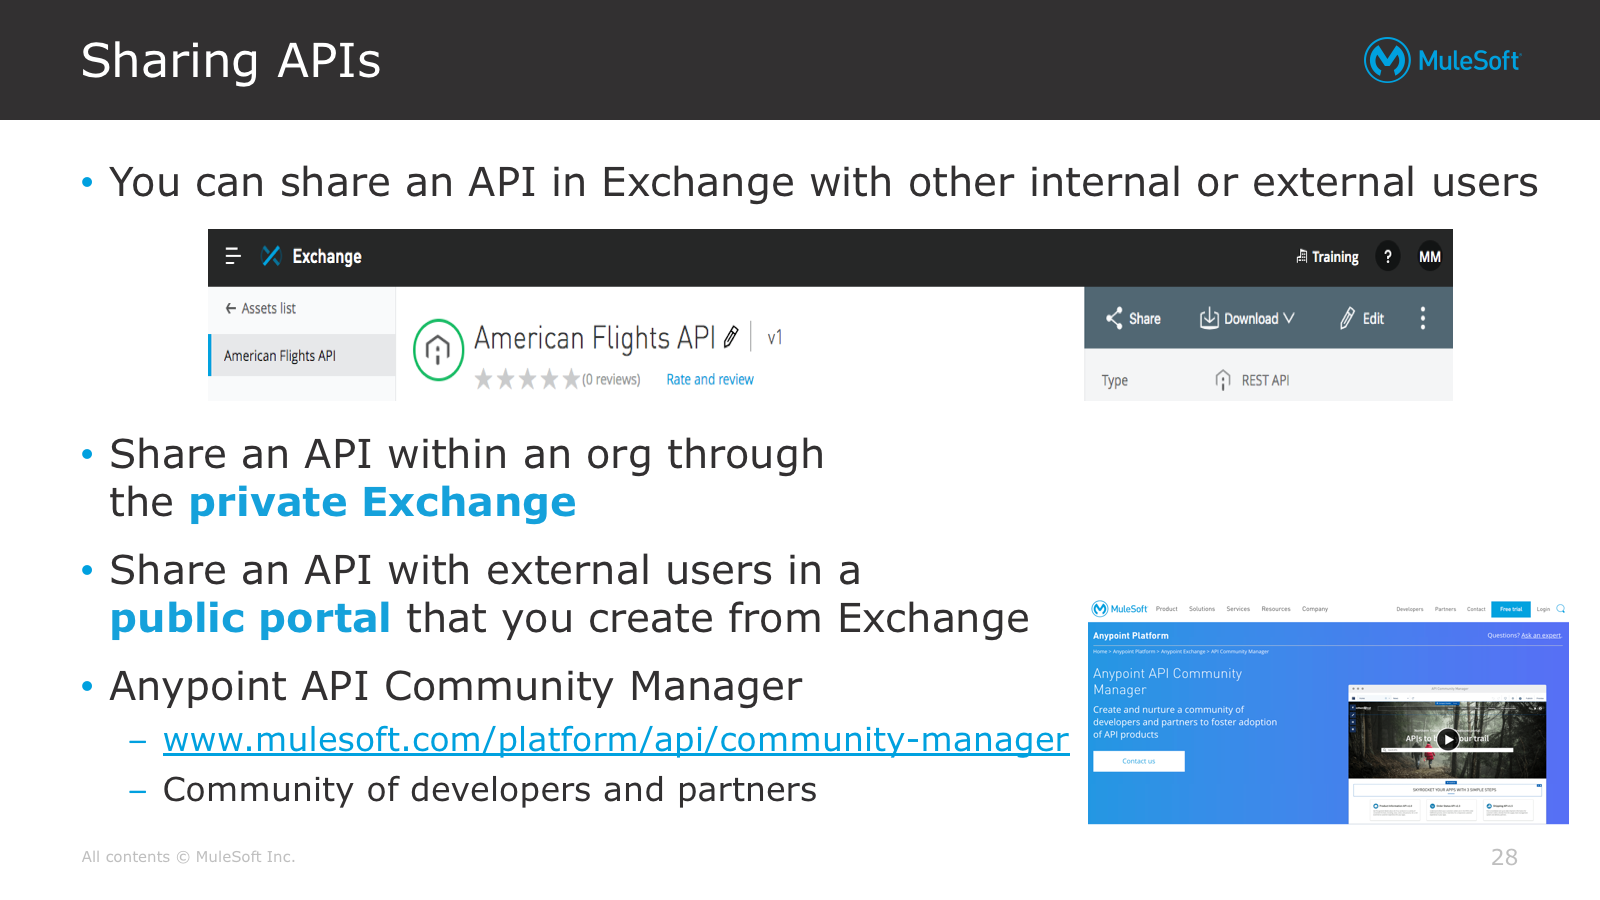 Sharing APIs
MuleSoft
• You can share an API in Exchange with other internal or external users
Exchange
Training
?
MM
← Assets list
American Flights API
American Flights API
v1
(0 reviews)
Rate and review
Share
Download
Edit
Type
REST API
• Share an API within an org through
the private Exchange
• Share an API with external users in a
public portal that you create from Exchange
• Anypoint API Community Manager
– www.mulesoft.com/platform/api/community-manager
– Community of developers and partners
MuleSoft
Product Solutions Services Resources Company
Developers Partners Contact Free trial Login
Anypoint Platform
Questions? Ask an expert.
Home > Anypoint Platform > Anypoint Exchange > API Community Manager
Anypoint API Community
Manager
Create and nurture a community of
developers and partners to foster adoption
of API products
Contact us
APIs to our trail
SKYROCKET YOUR APPS WITH 3 SIMPLE STEPS
All contents © MuleSoft Inc.
28